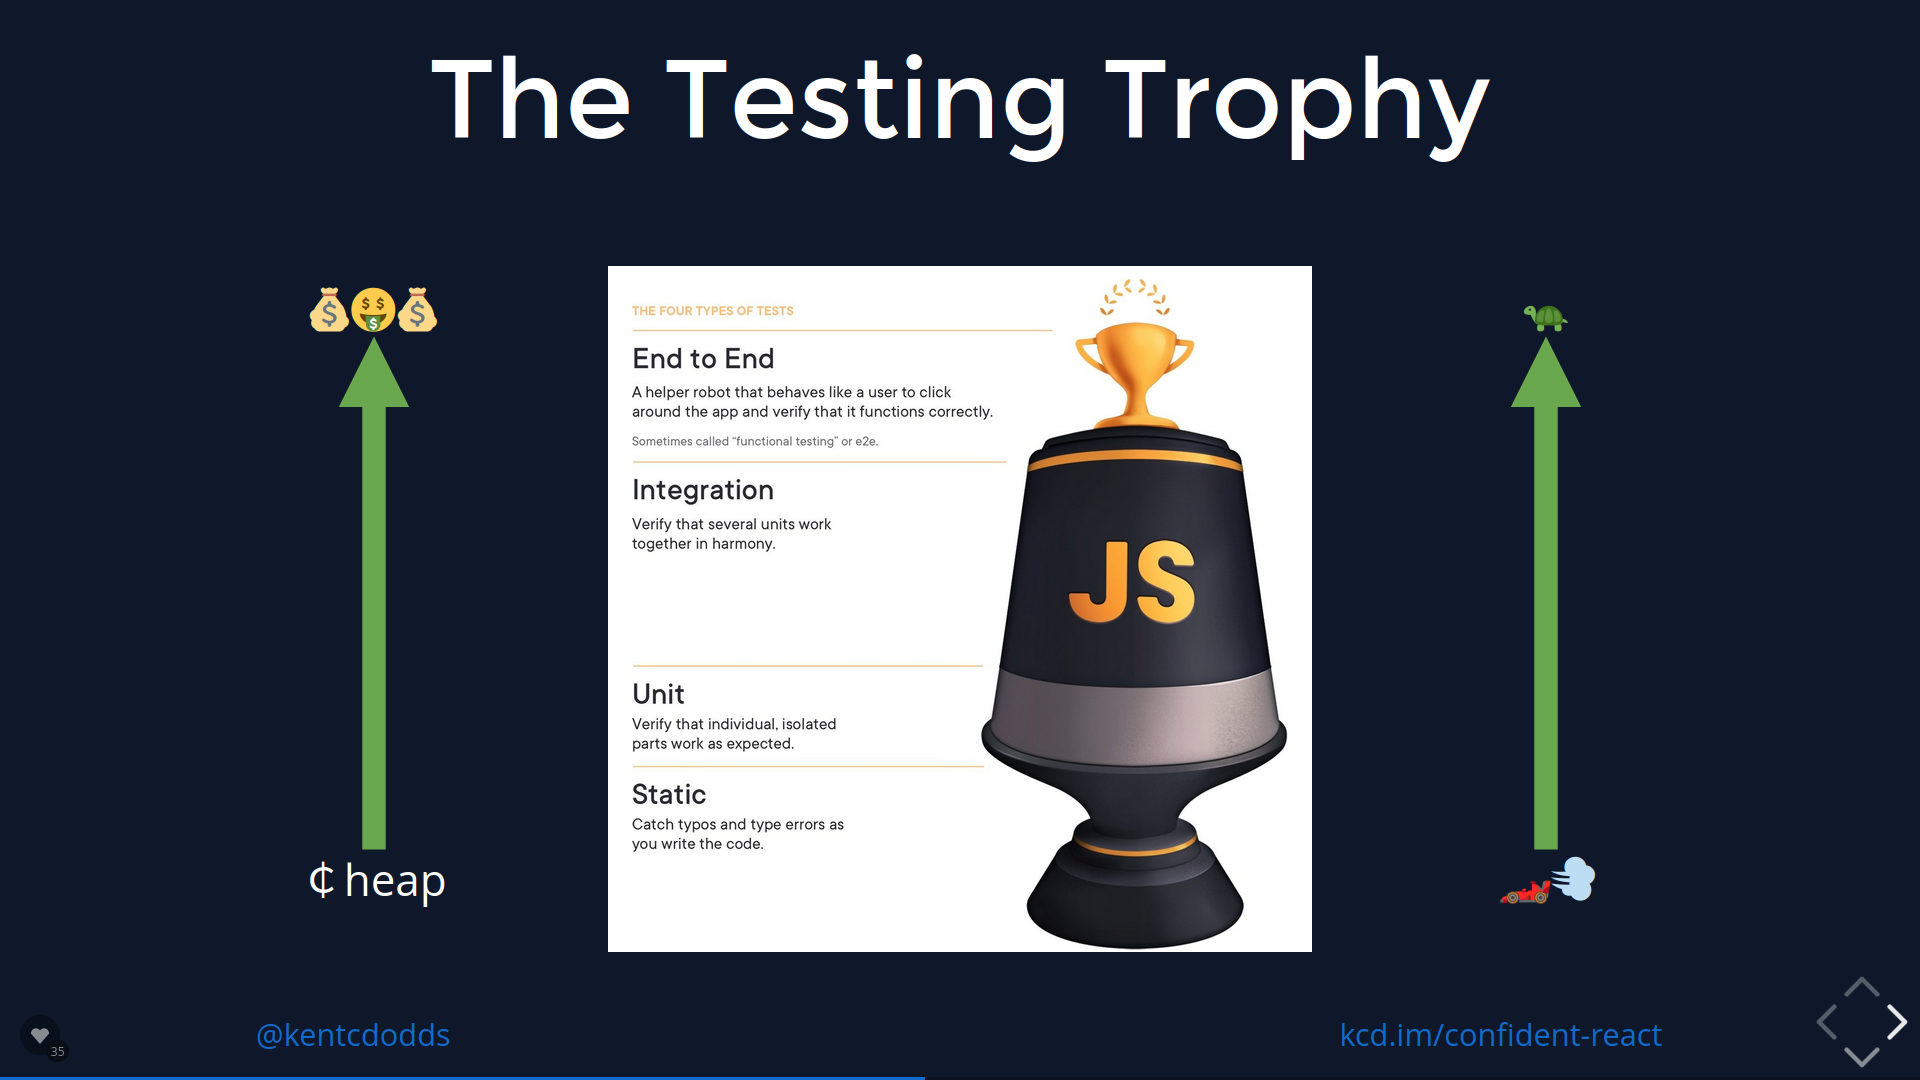 The Testing Trophy
THE FOUR TYPES OF TESTS
End to End
A helper robot that behaves like a user to click
around the app and verify that it functions correctly.
Sometimes called “functional testing” or e2e.
Integration
Verify that several units work
together in harmony.
JS
Unit
Verify that individual, isolated
parts work as expected.
Static
Catch typos and type errors as
you write the code.
¢heap
@kentcdodds
kcd.im/confident-react
35